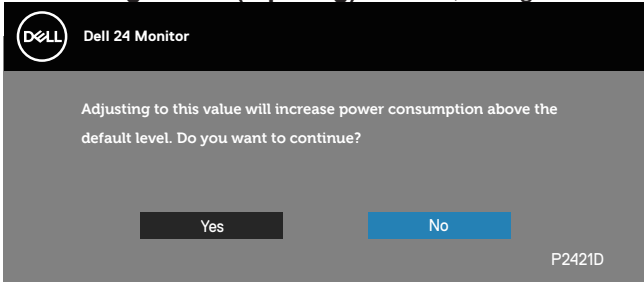 DELL
Dell 24 Monitor
Adjusting to this value will increase power consumption above the
default level. Do you want to continue?
Yes No
P2421D